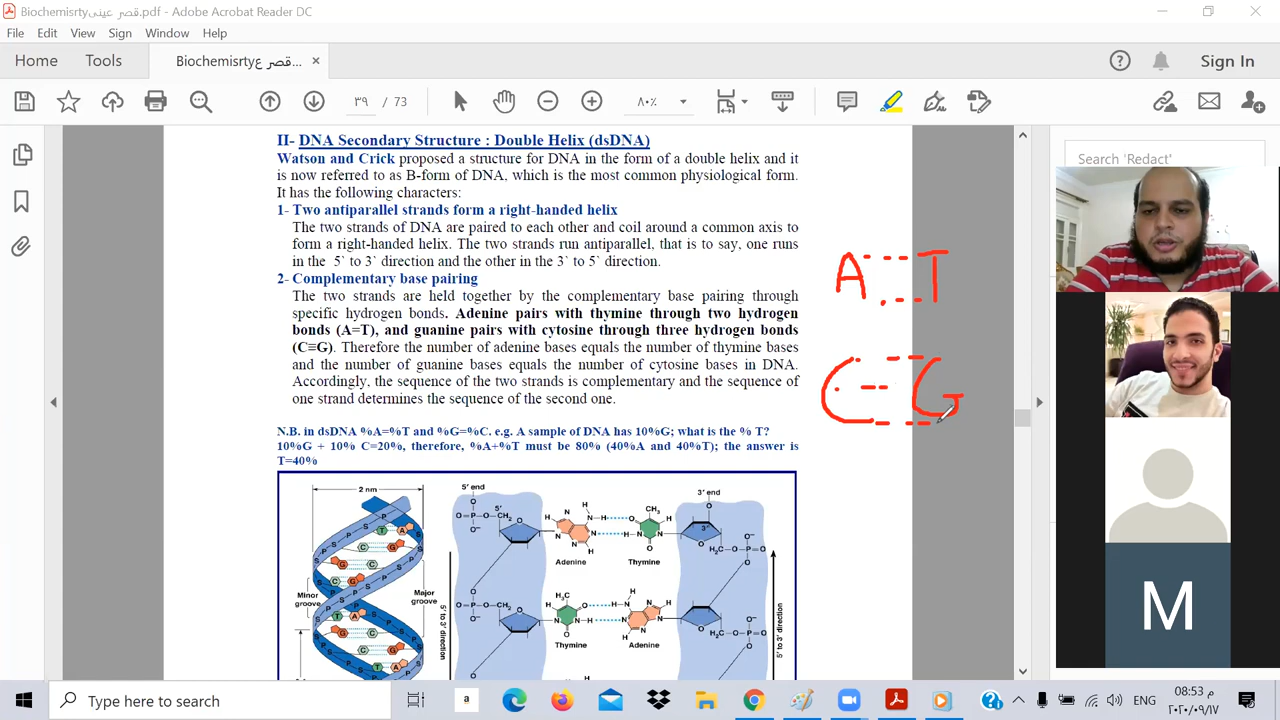 Biochemisrtyقصر عينى.pdf - Adobe Acrobat Reader DC
File Edit View Sign Window Help
Home Tools Biochemisrtyقصر ع... × Sign In
٣٩ / 73 ٨٠٪
Search 'Redact'
II- DNA Secondary Structure : Double Helix (dsDNA)
Watson and Crick proposed a structure for DNA in the form of a double helix and it
is now referred to as B-form of DNA, which is the most common physiological form.
It has the following characters:
1- Two antiparallel strands form a right-handed helix
The two strands of DNA are paired to each other and coil around a common axis to
form a right-handed helix. The two strands run antiparallel, that is to say, one runs
in the 5` to 3` direction and the other in the 3` to 5` direction.
2- Complementary base pairing
The two strands are held together by the complementary base pairing through
specific hydrogen bonds. Adenine pairs with thymine through two hydrogen
bonds (A=T), and guanine pairs with cytosine through three hydrogen bonds
(C≡G). Therefore the number of adenine bases equals the number of thymine bases
and the number of guanine bases equals the number of cytosine bases in DNA.
Accordingly, the sequence of the two strands is complementary and the sequence of
one strand determines the sequence of the second one.
A T
C G
N.B. in dsDNA %A=%T and %G=%C. e.g. A sample of DNA has 10%G; what is the % T?
10%G + 10% C=20%, therefore, %A+%T must be 80% (40%A and 40%T); the answer is
T=40%
2 nm
Minor groove
Major groove
5' end
3' end
5'
3'
Adenine Thymine
Thymine Adenine
5' to 3' direction
5' to 3' direction
M
Type here to search
a
ENG
08:53 م
٢٠٢٠/٠٩/١٧